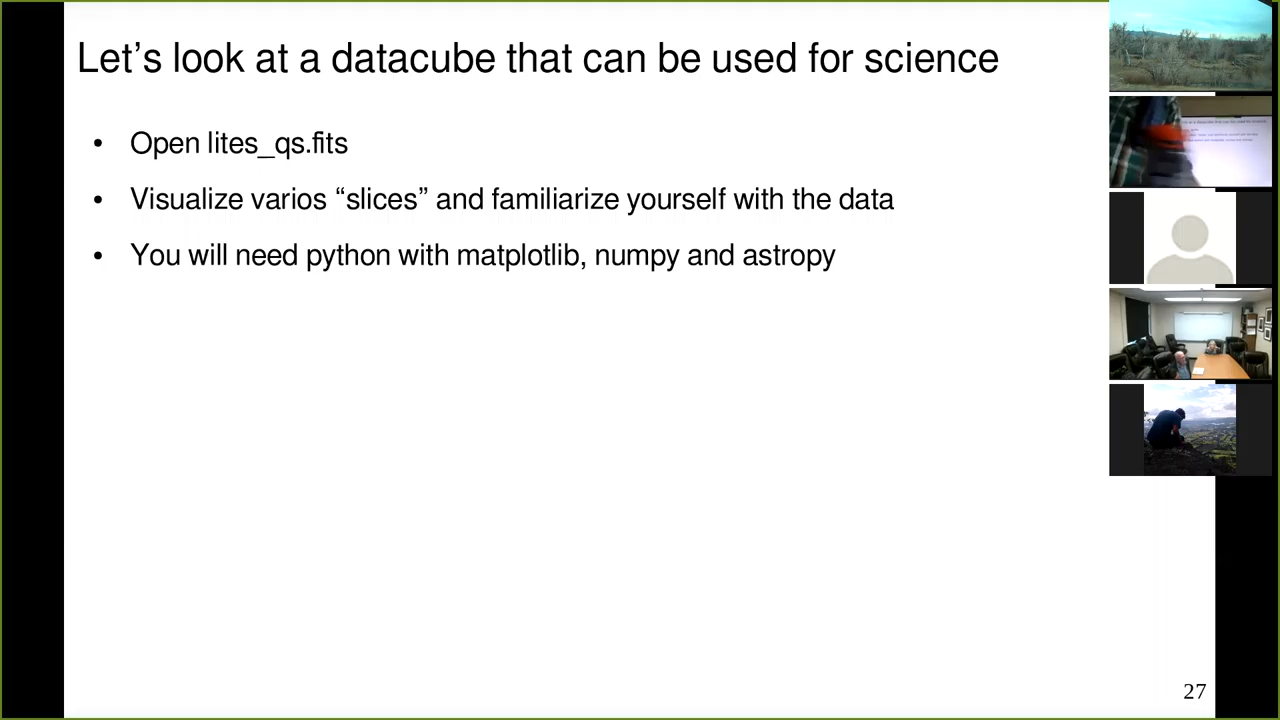 Let’s look at a datacube that can be used for science
• Open lites_qs.fits
• Visualize varios “slices” and familiarize yourself with the data
• You will need python with matplotlib, numpy and astropy
27